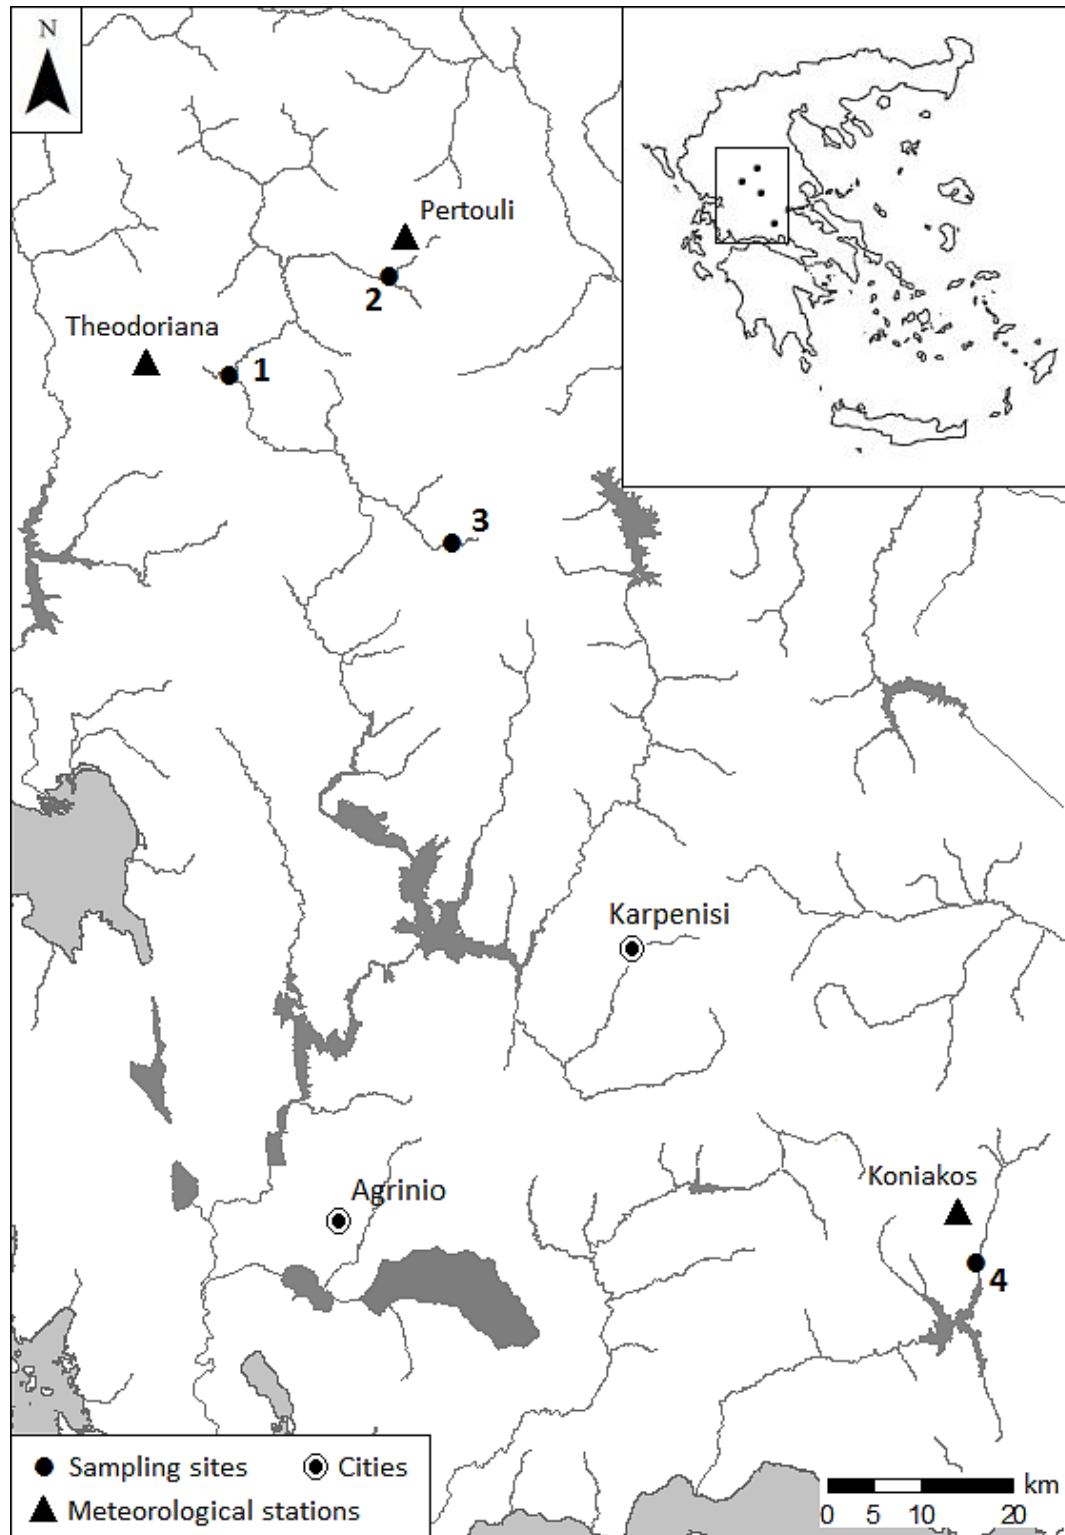 N
Pertouli
2
Theodoriana
1
3
Karpenisi
Agrinio
Koniakos
4
Sampling sites
Cities
Meteorological stations
km
0 5 10 20